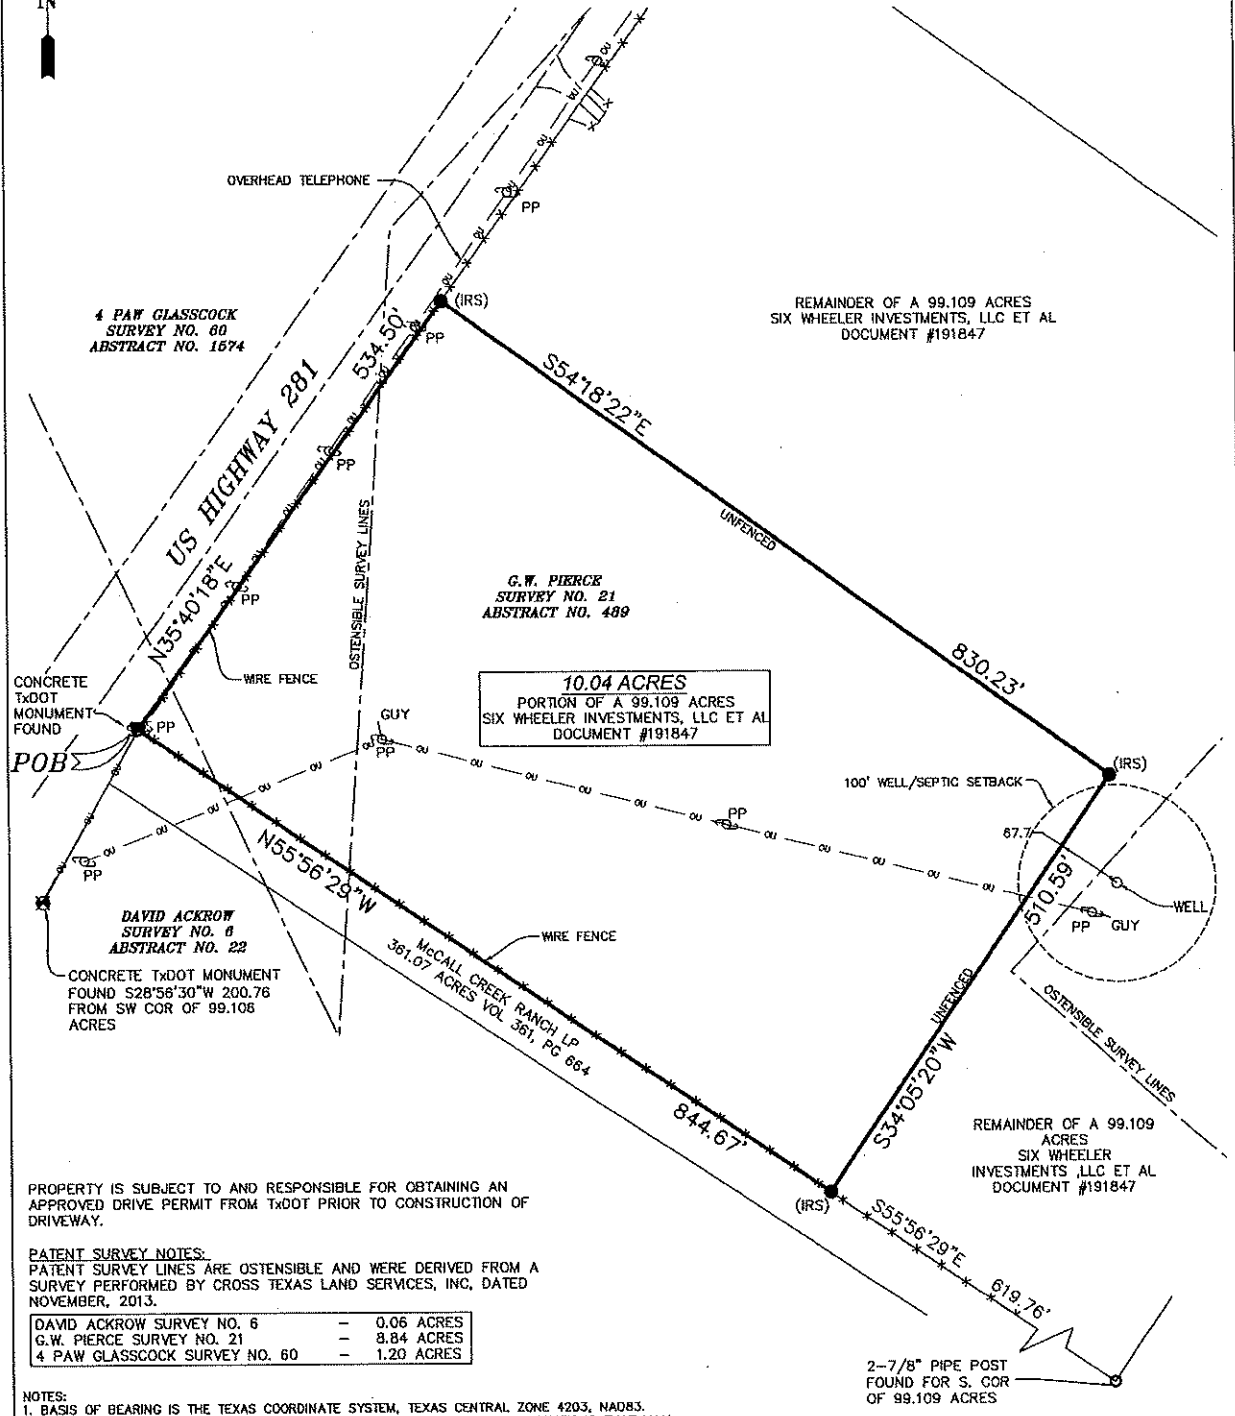 N
OVERHEAD TELEPHONE
PP
(IRS)
PP
4 PAW GLASSCOCK
SURVEY NO. 60
ABSTRACT NO. 1574
534.50'
US HIGHWAY 281
N35°40'18"E
REMAINDER OF A 99.109 ACRES
SIX WHEELER INVESTMENTS, LLC ET AL
DOCUMENT #191847
S54°18'22"E
UNFENCED
830.23'
PP
OSTENSIBLE SURVEY LINES
G.W. PIERCE
SURVEY NO. 21
ABSTRACT NO. 489
PP
WIRE FENCE
CONCRETE
TxDOT
MONUMENT
FOUND
PP
POB
10.04 ACRES
PORTION OF A 99.109 ACRES
SIX WHEELER INVESTMENTS, LLC ET AL
DOCUMENT #191847
GUY
PP
PP
(IRS)
100' WELL/SEPTIC SETBACK
67.7
WELL
PP
GUY
510.59'
UNFENCED
S34°05'20"W
OSTENSIBLE SURVEY LINES
PP
N55°56'29"W
WIRE FENCE
McCALL CREEK RANCH LP
361.07 ACRES VOL 361, PG 664
844.67'
DAVID ACKROW
SURVEY NO. 6
ABSTRACT NO. 22
CONCRETE TxDOT MONUMENT
FOUND S28°56'30"W 200.76
FROM SW COR OF 99.106
ACRES
REMAINDER OF A 99.109
ACRES
SIX WHEELER
INVESTMENTS ,LLC ET AL
DOCUMENT #191847
(IRS)
S55°56'29"E
619.76'
2-7/8" PIPE POST
FOUND FOR S. COR
OF 99.109 ACRES
PROPERTY IS SUBJECT TO AND RESPONSIBLE FOR OBTAINING AN
APPROVED DRIVE PERMIT FROM TxDOT PRIOR TO CONSTRUCTION OF
DRIVEWAY.
PATENT SURVEY NOTES:
PATENT SURVEY LINES ARE OSTENSIBLE AND WERE DERIVED FROM A
SURVEY PERFORMED BY CROSS TEXAS LAND SERVICES, INC, DATED
NOVEMBER, 2013.
DAVID ACKROW SURVEY NO. 6 – 0.06 ACRES
G.W. PIERCE SURVEY NO. 21 – 8.84 ACRES
4 PAW GLASSCOCK SURVEY NO. 60 – 1.20 ACRES
NOTES:
1. BASIS OF BEARING IS THE TEXAS COORDINATE SYSTEM, TEXAS CENTRAL ZONE 4203, NAD83.